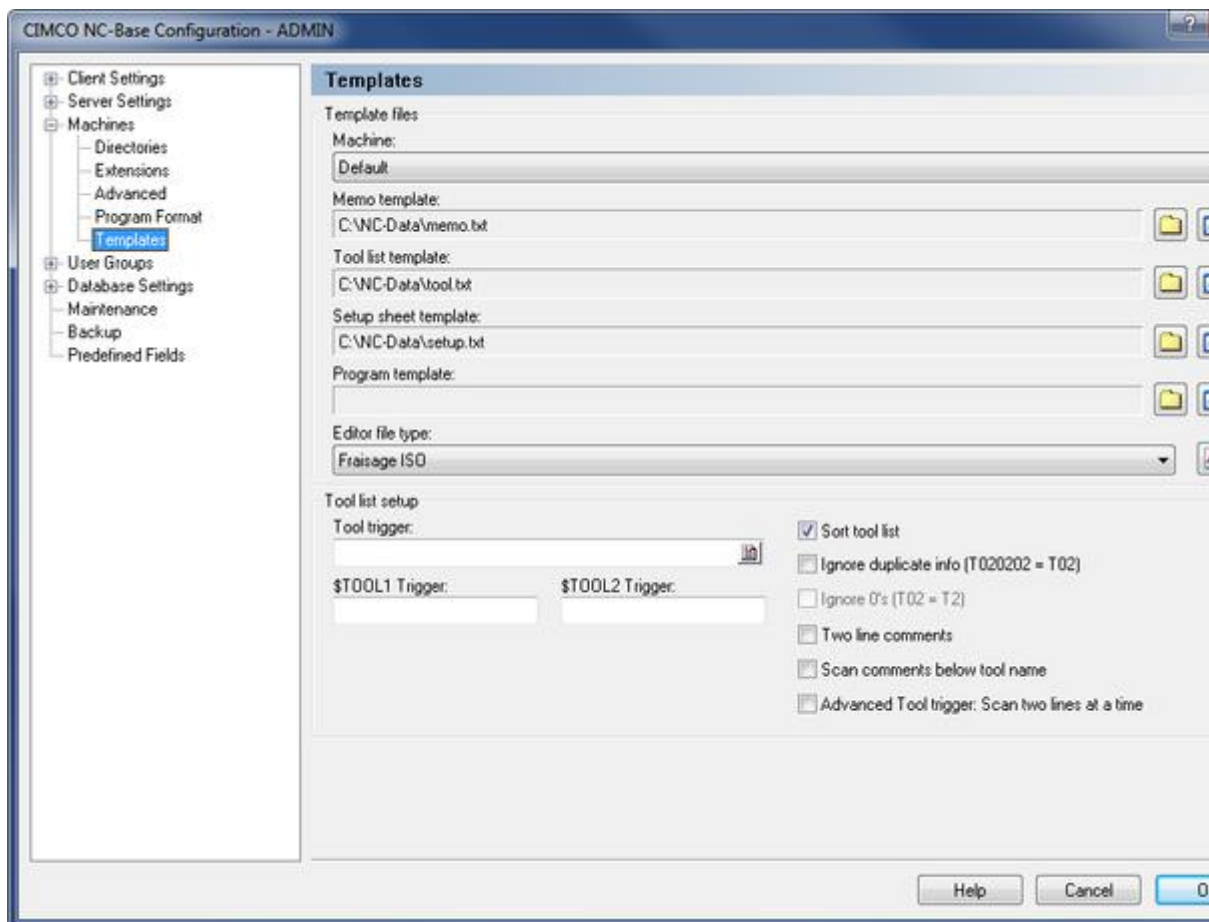 CIMCO NC-Base Configuration - ADMIN
?
Client Settings
Server Settings
Machines
Directories
Extensions
Advanced
Program Format
Templates
User Groups
Database Settings
Maintenance
Backup
Predefined Fields
Templates
Template files
Machine:
Default
Memo template:
C:\NC-Data\memo.txt
Tool list template:
C:\NC-Data\tool.txt
Setup sheet template:
C:\NC-Data\setup.txt
Program template:
Editor file type:
Fraisage ISO
Tool list setup
Tool trigger:
$TOOL1 Trigger:
$TOOL2 Trigger:
Sort tool list
Ignore duplicate info (T020202 = T02)
Ignore 0's (T02 = T2)
Two line comments
Scan comments below tool name
Advanced Tool trigger: Scan two lines at a time
Help
Cancel